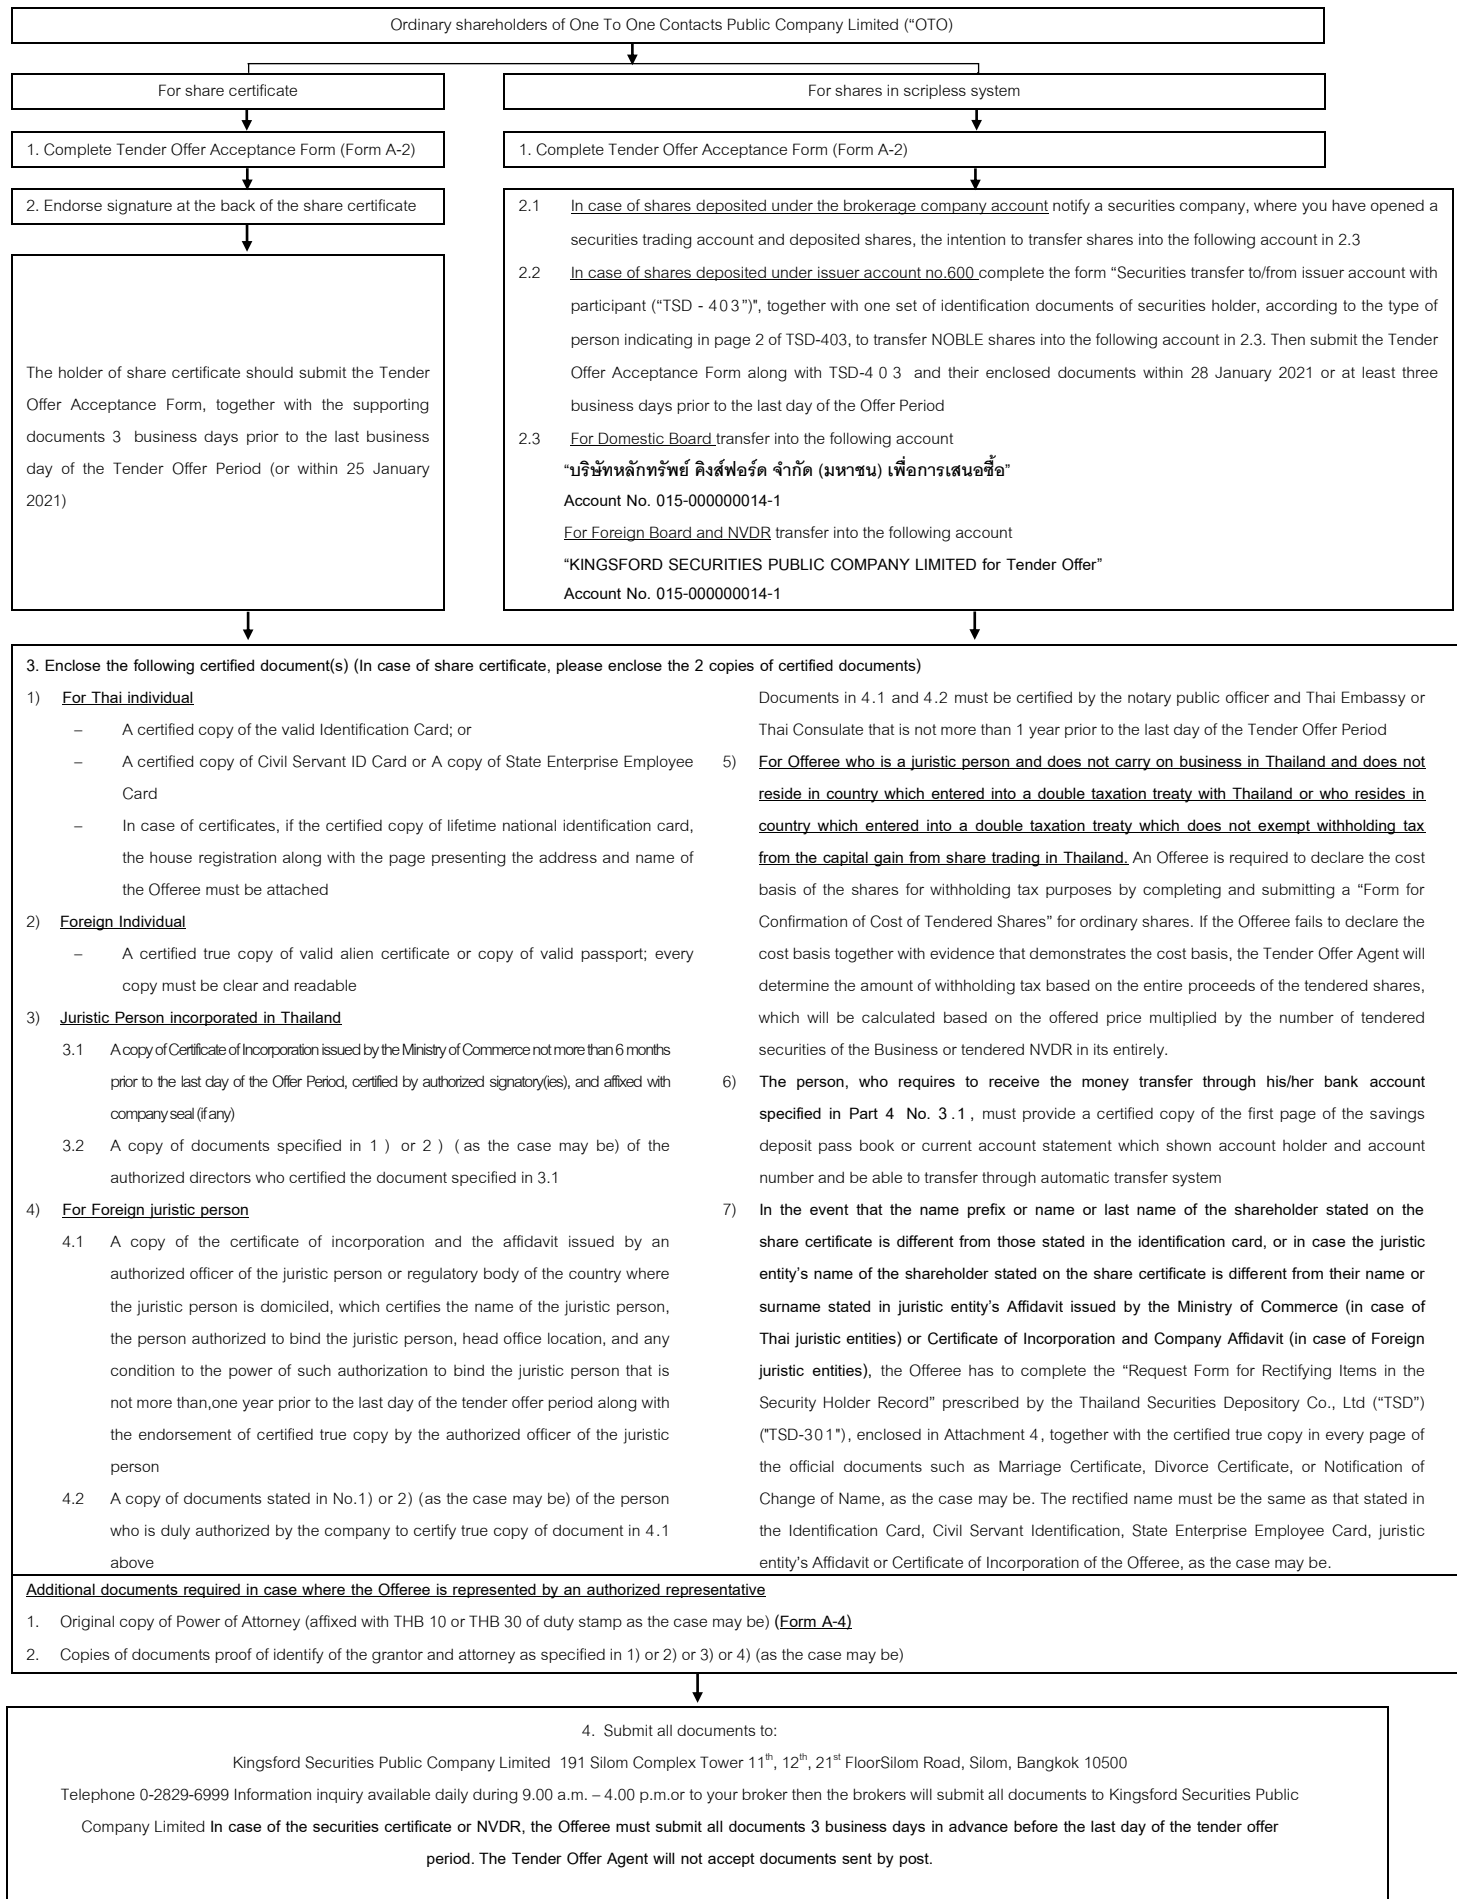 Ordinary shareholders of One To One Contacts Public Company Limited (“OTO)
For share certificate
1. Complete Tender Offer Acceptance Form (Form A-2)
2. Endorse signature at the back of the share certificate
The holder of share certificate should submit the Tender
Offer Acceptance Form, together with the supporting
documents 3 business days prior to the last business
day of the Tender Offer Period (or within 25 January
2021)
For shares in scripless system
1. Complete Tender Offer Acceptance Form (Form A-2)
2.1 In case of shares deposited under the brokerage company account notify a securities company, where you have opened a
securities trading account and deposited shares, the intention to transfer shares into the following account in 2.3
2.2 In case of shares deposited under issuer account no.600 complete the form “Securities transfer to/from issuer account with
participant (“TSD - 403”)", together with one set of identification documents of securities holder, according to the type of
person indicating in page 2 of TSD-403, to transfer NOBLE shares into the following account in 2.3. Then submit the Tender
Offer Acceptance Form along with TSD-4 0 3 and their enclosed documents within 28 January 2021 or at least three
business days prior to the last day of the Offer Period
2.3 For Domestic Board transfer into the following account
“บริษัทหลักทรัพย์ คิงส์ฟอร์ด จำกัด (มหาชน) เพื่อการเสนอซื้อ”
Account No. 015-000000014-1
For Foreign Board and NVDR transfer into the following account
“KINGSFORD SECURITIES PUBLIC COMPANY LIMITED for Tender Offer”
Account No. 015-000000014-1
3. Enclose the following certified document(s) (In case of share certificate, please enclose the 2 copies of certified documents)
1) For Thai individual
– A certified copy of the valid Identification Card; or
– A certified copy of Civil Servant ID Card or A copy of State Enterprise Employee
Card
– In case of certificates, if the certified copy of lifetime national identification card,
the house registration along with the page presenting the address and name of
the Offeree must be attached
2) Foreign Individual
– A certified true copy of valid alien certificate or copy of valid passport; every
copy must be clear and readable
3) Juristic Person incorporated in Thailand
3.1 A copy of Certificate of Incorporation issued by the Ministry of Commerce not more than 6 months
prior to the last day of the Offer Period, certified by authorized signatory(ies), and affixed with
company seal (if any)
3.2 A copy of documents specified in 1 ) or 2 ) ( as the case may be) of the
authorized directors who certified the document specified in 3.1
4) For Foreign juristic person
4.1 A copy of the certificate of incorporation and the affidavit issued by an
authorized officer of the juristic person or regulatory body of the country where
the juristic person is domiciled, which certifies the name of the juristic person,
the person authorized to bind the juristic person, head office location, and any
condition to the power of such authorization to bind the juristic person that is
not more than,one year prior to the last day of the tender offer period along with
the endorsement of certified true copy by the authorized officer of the juristic
person
4.2 A copy of documents stated in No.1) or 2) (as the case may be) of the person
who is duly authorized by the company to certify true copy of document in 4.1
above
Documents in 4.1 and 4.2 must be certified by the notary public officer and Thai Embassy or
Thai Consulate that is not more than 1 year prior to the last day of the Tender Offer Period
5) For Offeree who is a juristic person and does not carry on business in Thailand and does not
reside in country which entered into a double taxation treaty with Thailand or who resides in
country which entered into a double taxation treaty which does not exempt withholding tax
from the capital gain from share trading in Thailand. An Offeree is required to declare the cost
basis of the shares for withholding tax purposes by completing and submitting a “Form for
Confirmation of Cost of Tendered Shares” for ordinary shares. If the Offeree fails to declare the
cost basis together with evidence that demonstrates the cost basis, the Tender Offer Agent will
determine the amount of withholding tax based on the entire proceeds of the tendered shares,
which will be calculated based on the offered price multiplied by the number of tendered
securities of the Business or tendered NVDR in its entirely.
6) The person, who requires to receive the money transfer through his/her bank account
specified in Part 4 No. 3.1, must provide a certified copy of the first page of the savings
deposit pass book or current account statement which shown account holder and account
number and be able to transfer through automatic transfer system
7) In the event that the name prefix or name or last name of the shareholder stated on the
share certificate is different from those stated in the identification card, or in case the juristic
entity’s name of the shareholder stated on the share certificate is different from their name or
surname stated in juristic entity’s Affidavit issued by the Ministry of Commerce (in case of
Thai juristic entities) or Certificate of Incorporation and Company Affidavit (in case of Foreign
juristic entities), the Offeree has to complete the “Request Form for Rectifying Items in the
Security Holder Record” prescribed by the Thailand Securities Depository Co., Ltd (“TSD”)
("TSD-301"), enclosed in Attachment 4, together with the certified true copy in every page of
the official documents such as Marriage Certificate, Divorce Certificate, or Notification of
Change of Name, as the case may be. The rectified name must be the same as that stated in
the Identification Card, Civil Servant Identification, State Enterprise Employee Card, juristic
entity’s Affidavit or Certificate of Incorporation of the Offeree, as the case may be.
Additional documents required in case where the Offeree is represented by an authorized representative
1. Original copy of Power of Attorney (affixed with THB 10 or THB 30 of duty stamp as the case may be) (Form A-4)
2. Copies of documents proof of identify of the grantor and attorney as specified in 1) or 2) or 3) or 4) (as the case may be)
4. Submit all documents to:
Kingsford Securities Public Company Limited 191 Silom Complex Tower 11th, 12th, 21st FloorSilom Road, Silom, Bangkok 10500
Telephone 0-2829-6999 Information inquiry available daily during 9.00 a.m. – 4.00 p.m.or to your broker then the brokers will submit all documents to Kingsford Securities Public
Company Limited In case of the securities certificate or NVDR, the Offeree must submit all documents 3 business days in advance before the last day of the tender offer
period. The Tender Offer Agent will not accept documents sent by post.